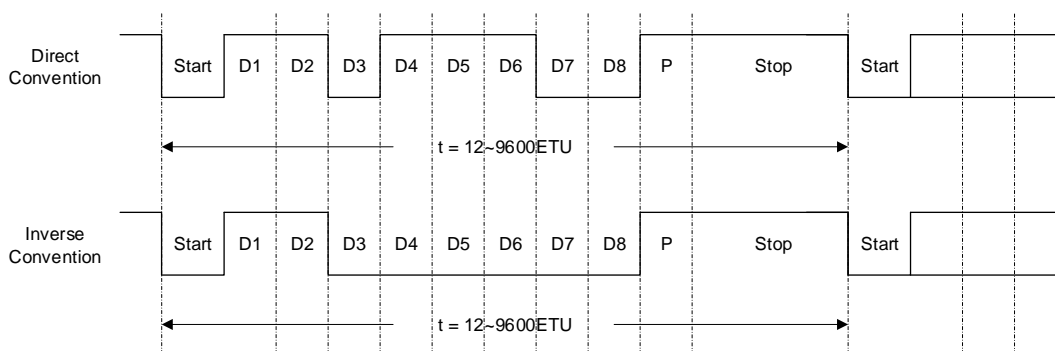 Direct
Convention
Start D1 D2 D3 D4 D5 D6 D7 D8 P Stop Start
t = 12~9600ETU
Inverse
Convention
Start D1 D2 D3 D4 D5 D6 D7 D8 P Stop Start
t = 12~9600ETU